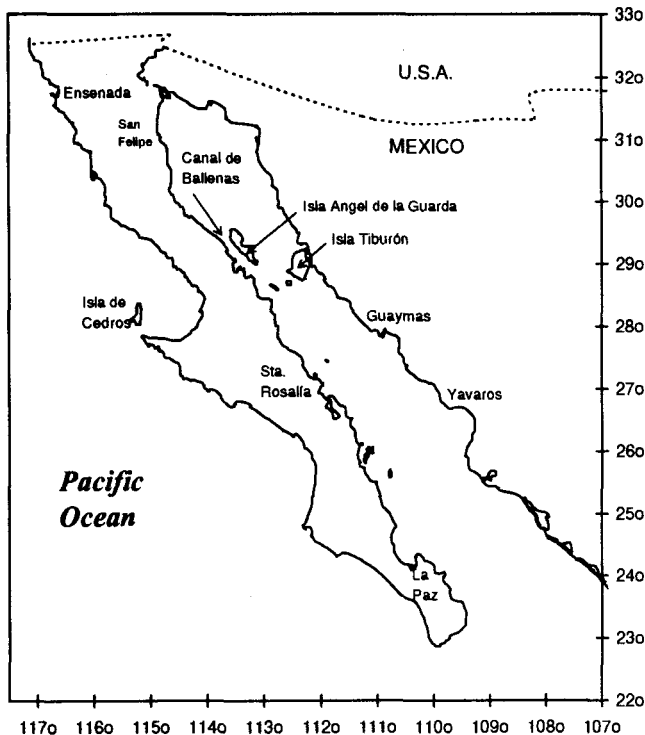 33o
U.S.A.
32o
Ensenada
31o
San
Felipe
MEXICO
Canal de
Ballenas
30o
Isla Angel de la Guarda
Isla Tiburón
29o
Isla de
Cedros
Guaymas
28o
Sta.
Rosalía
27o
Yavaros
26o
Pacific
Ocean
25o
24o
La
Paz
23o
22o
117o 116o 115o 114o 113o 112o 111o 110o 109o 108o 107o